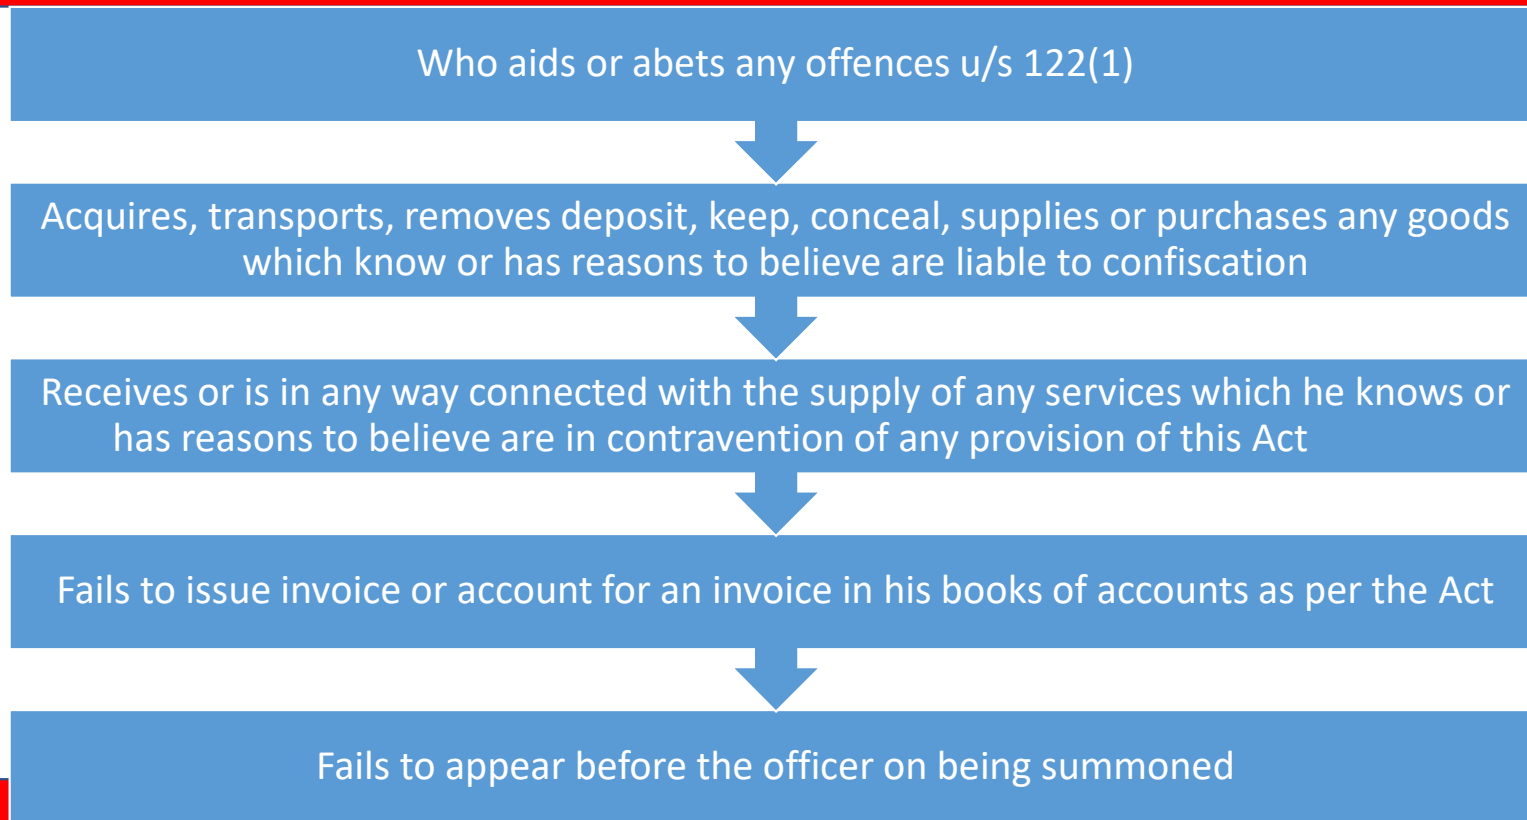 Who aids or abets any offences u/s 122(1)
Acquires, transports, removes deposit, keep, conceal, supplies or purchases any goods
which know or has reasons to believe are liable to confiscation
Receives or is in any way connected with the supply of any services which he knows or
has reasons to believe are in contravention of any provision of this Act
Fails to issue invoice or account for an invoice in his books of accounts as per the Act
Fails to appear before the officer on being summoned